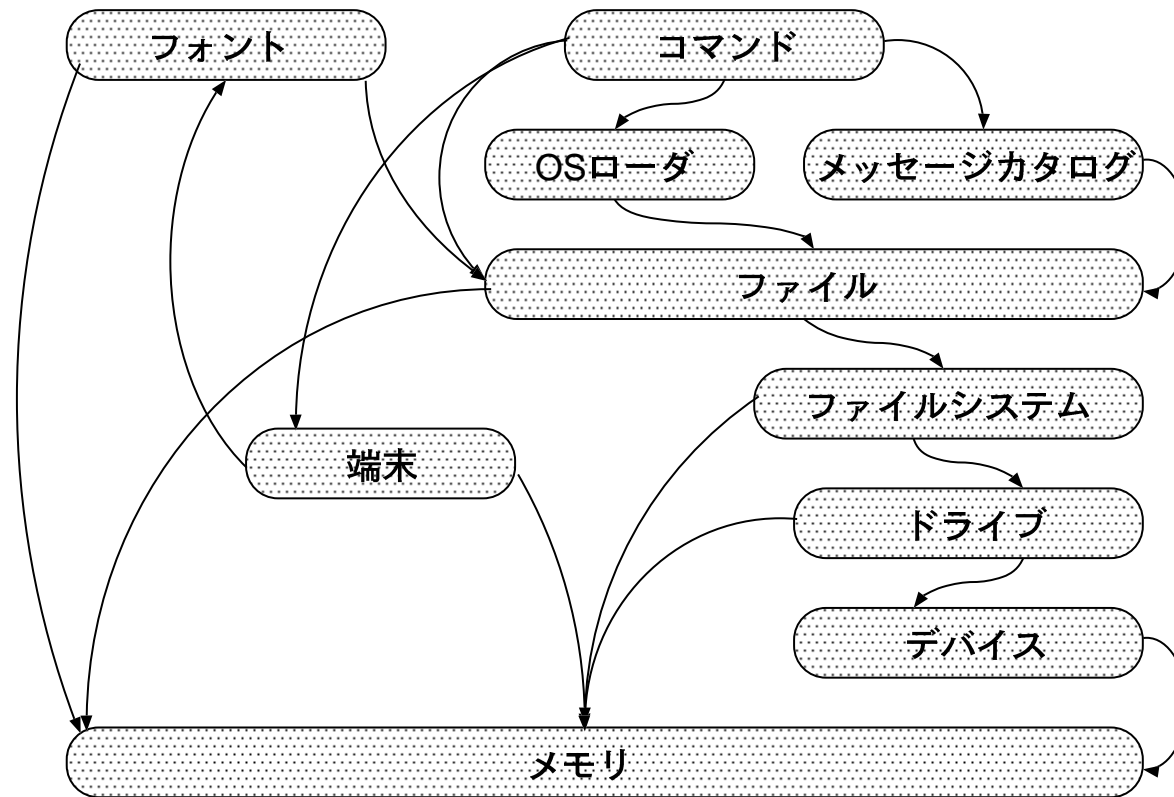 フォント
コマンド
OSローダ
メッセージカタログ
ファイル
ファイルシステム
端末
ドライブ
デバイス
メモリ